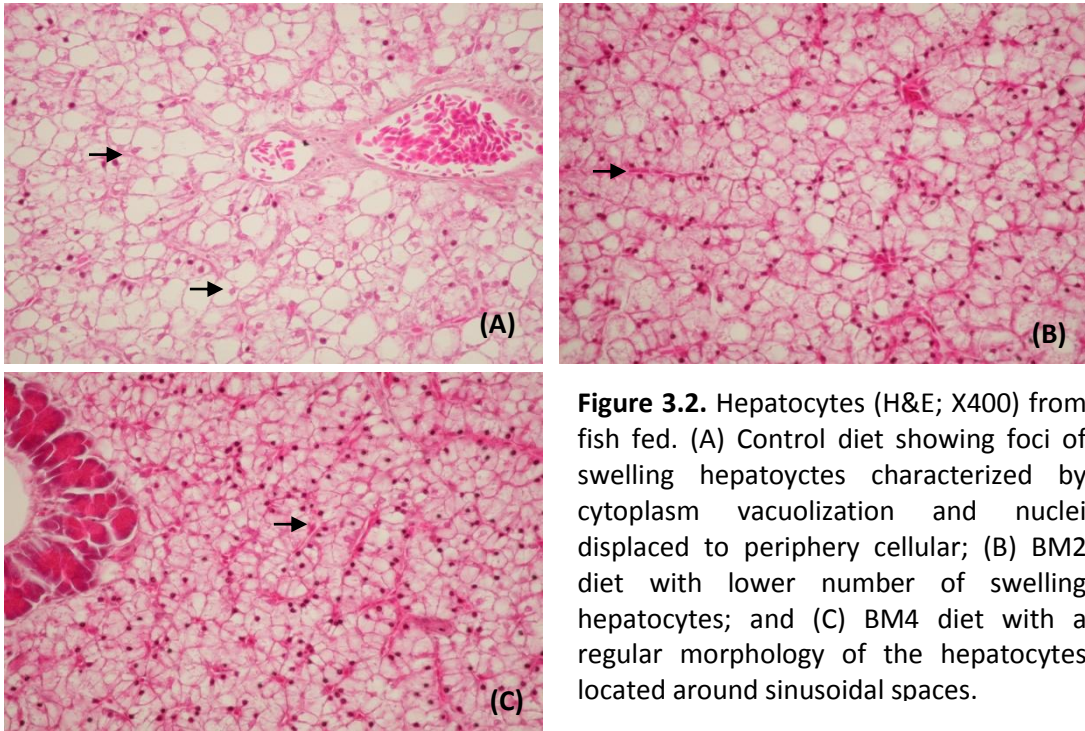 (A)
(B)
(C)
Figure 3.2. Hepatocytes (H&E; X400) from
fish fed. (A) Control diet showing foci of
swelling hepatoyctes characterized by
cytoplasm vacuolization and nuclei
displaced to periphery cellular; (B) BM2
diet with lower number of swelling
hepatocytes; and (C) BM4 diet with a
regular morphology of the hepatocytes
located around sinusoidal spaces.